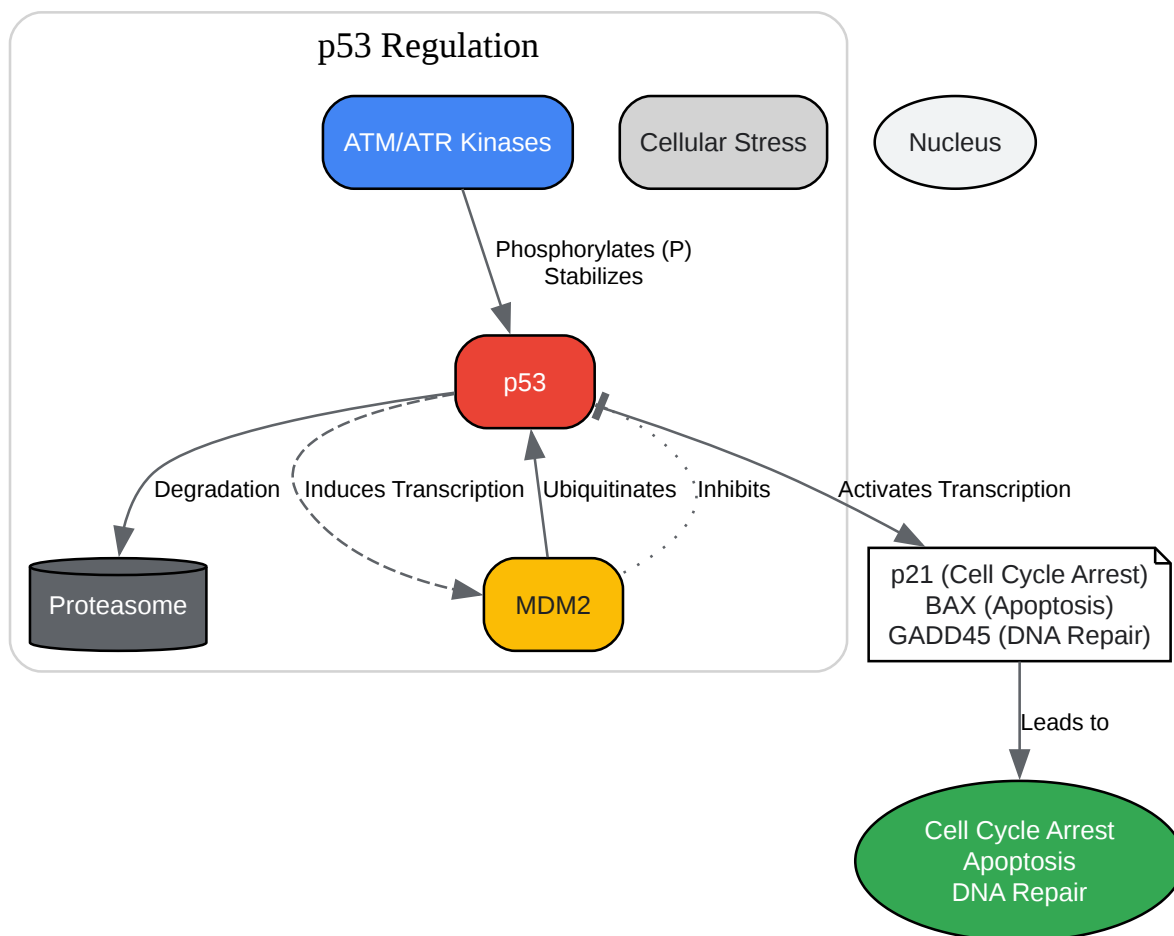 p53 Regulation
ATM/ATR Kinases
Cellular Stress
Nucleus
Phosphorylates (P)
Stabilizes
p53
Degradation
Induces Transcription
Ubiquitinates
Inhibits
Activates Transcription
Proteasome
MDM2
p21 (Cell Cycle Arrest)
BAX (Apoptosis)
GADD45 (DNA Repair)
Leads to
Cell Cycle Arrest
Apoptosis
DNA Repair